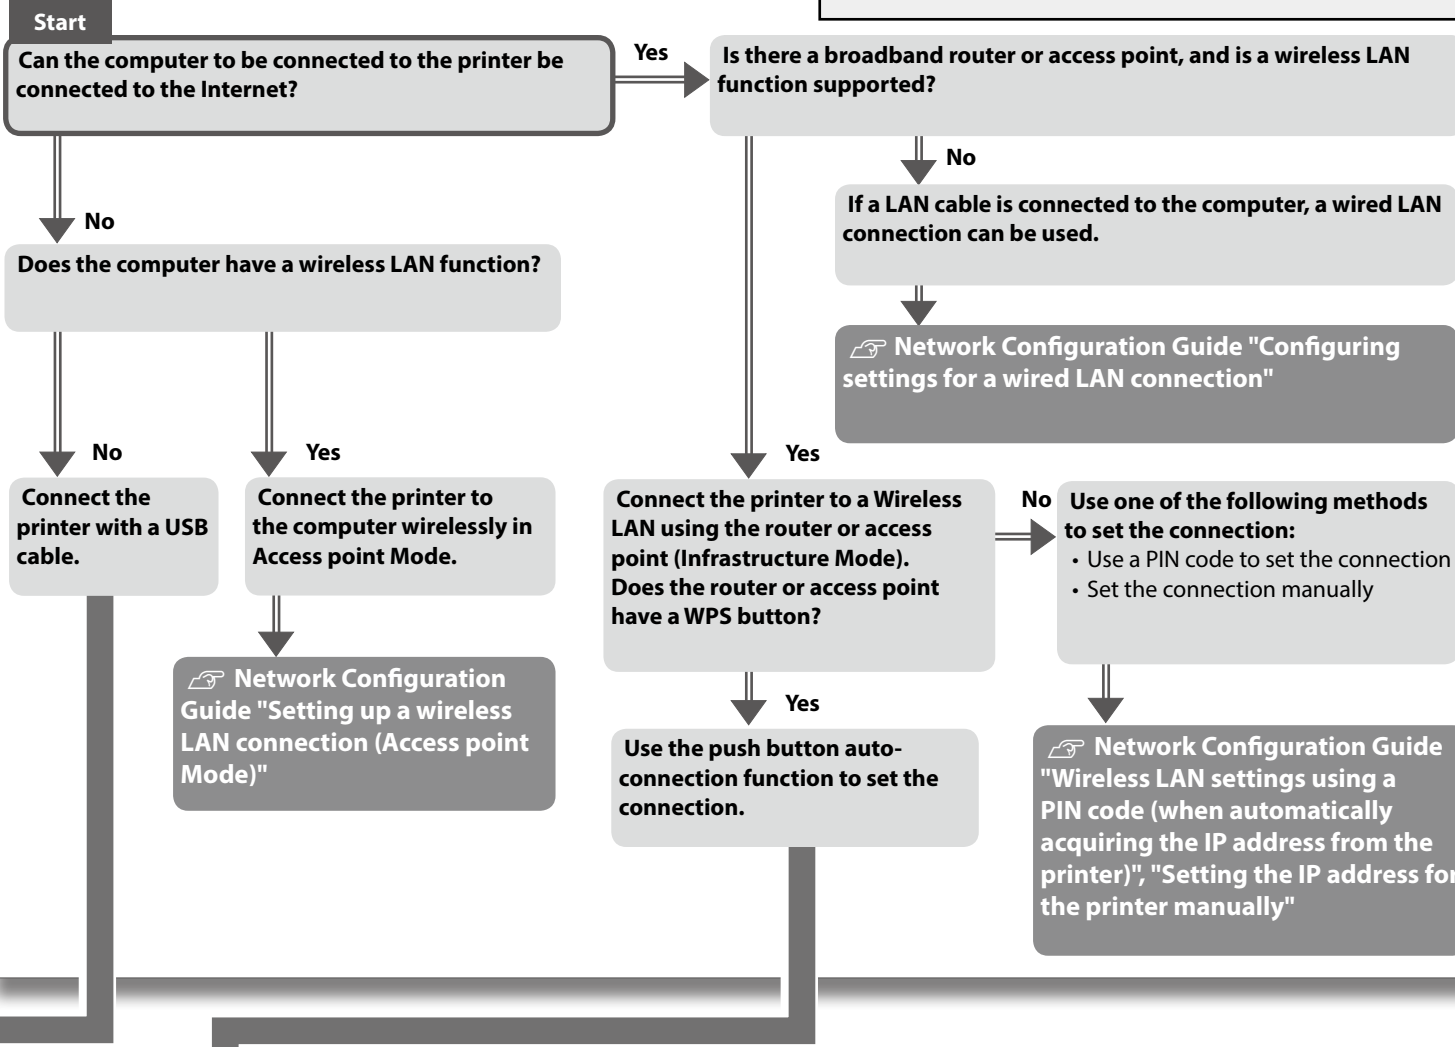 Start
Can the computer to be connected to the printer be
connected to the Internet?
Yes
Is there a broadband router or access point, and is a wireless LAN
function supported?
No
If a LAN cable is connected to the computer, a wired LAN
connection can be used.
Network Configuration Guide "Configuring
settings for a wired LAN connection"
No
Does the computer have a wireless LAN function?
No
Connect the
printer with a USB
cable.
Yes
Connect the printer to
the computer wirelessly in
Access point Mode.
Network Configuration
Guide "Setting up a wireless
LAN connection (Access point
Mode)"
Yes
Connect the printer to a Wireless
LAN using the router or access
point (Infrastructure Mode).
Does the router or access point
have a WPS button?
No
Use one of the following methods
to set the connection:
• Use a PIN code to set the connection
• Set the connection manually
Yes
Use the push button auto-
connection function to set the
connection.
Network Configuration Guide
"Wireless LAN settings using a
PIN code (when automatically
acquiring the IP address from the
printer)", "Setting the IP address for
the printer manually"